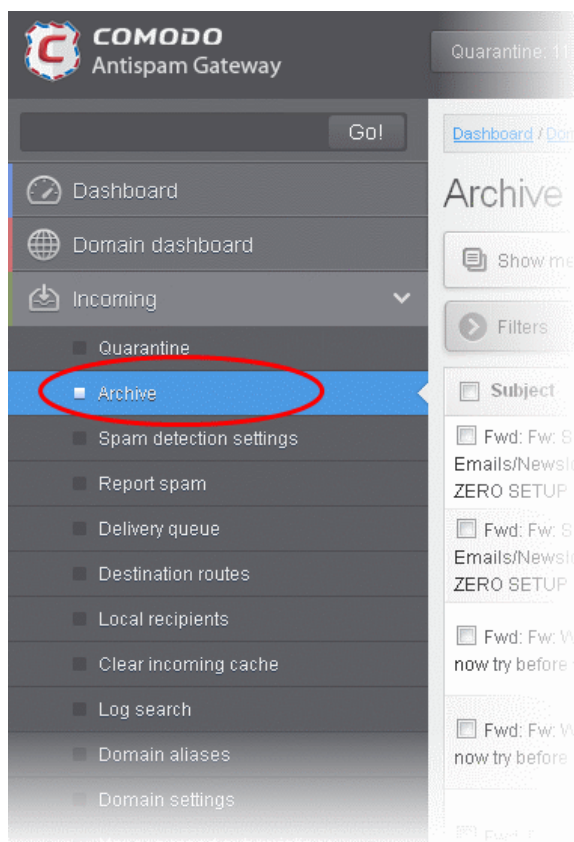 COMODO
Antispam Gateway
Quarantine: 11
Go!
Dashboard
Domain dashboard
Incoming
Quarantine
Archive
Spam detection settings
Report spam
Delivery queue
Destination routes
Local recipients
Clear incoming cache
Log search
Domain aliases
Domain settings
Dashboard /
Archive
Show
Filters
Subject
Fwd: Fw: S
Emails/Newsl
ZERO SETUP
Fwd: Fw: S
Emails/Newsl
ZERO SETUP
Fwd: Fw: W
now try before
Fwd: Fw: W
now try before